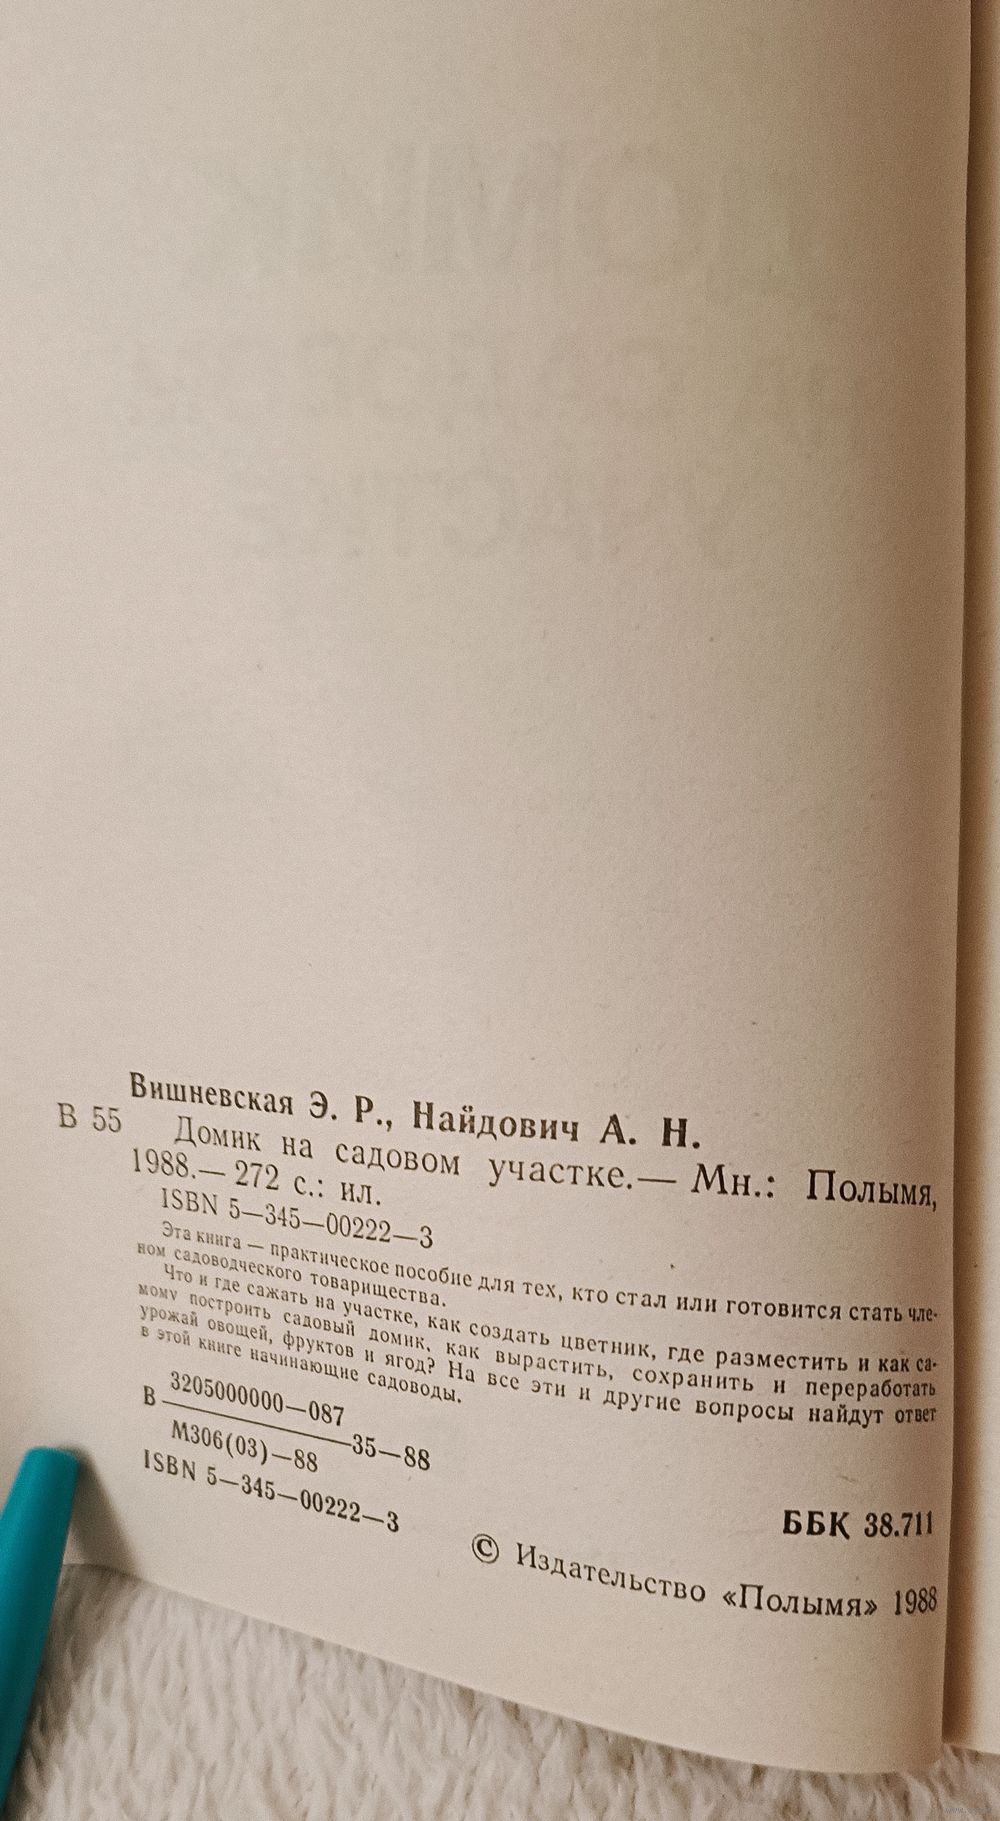 Вишневская Э. Р., Найдович А. Н.
В 55 Домик на садовом участке.— Мн.: Полымя,
1988.— 272 с.: ил.
ISBN 5—345—00222—3
Эта книга — практическое пособие для тех, кто стал или готовится стать чле-
ном садоводческого товарищества.
Что и где сажать на участке, как создать цветник, где разместить и как са-
мому построить садовый домик, как вырастить, сохранить и переработать
урожай овощей, фруктов и ягод? На все эти и другие вопросы найдут ответ
в этой книге начинающие садоводы.
3205000000—087
В ———— 35—88
М306(03)—88
ISBN 5—345—00222—3
ББК 38.711
© Издательство «Полымя» 1988